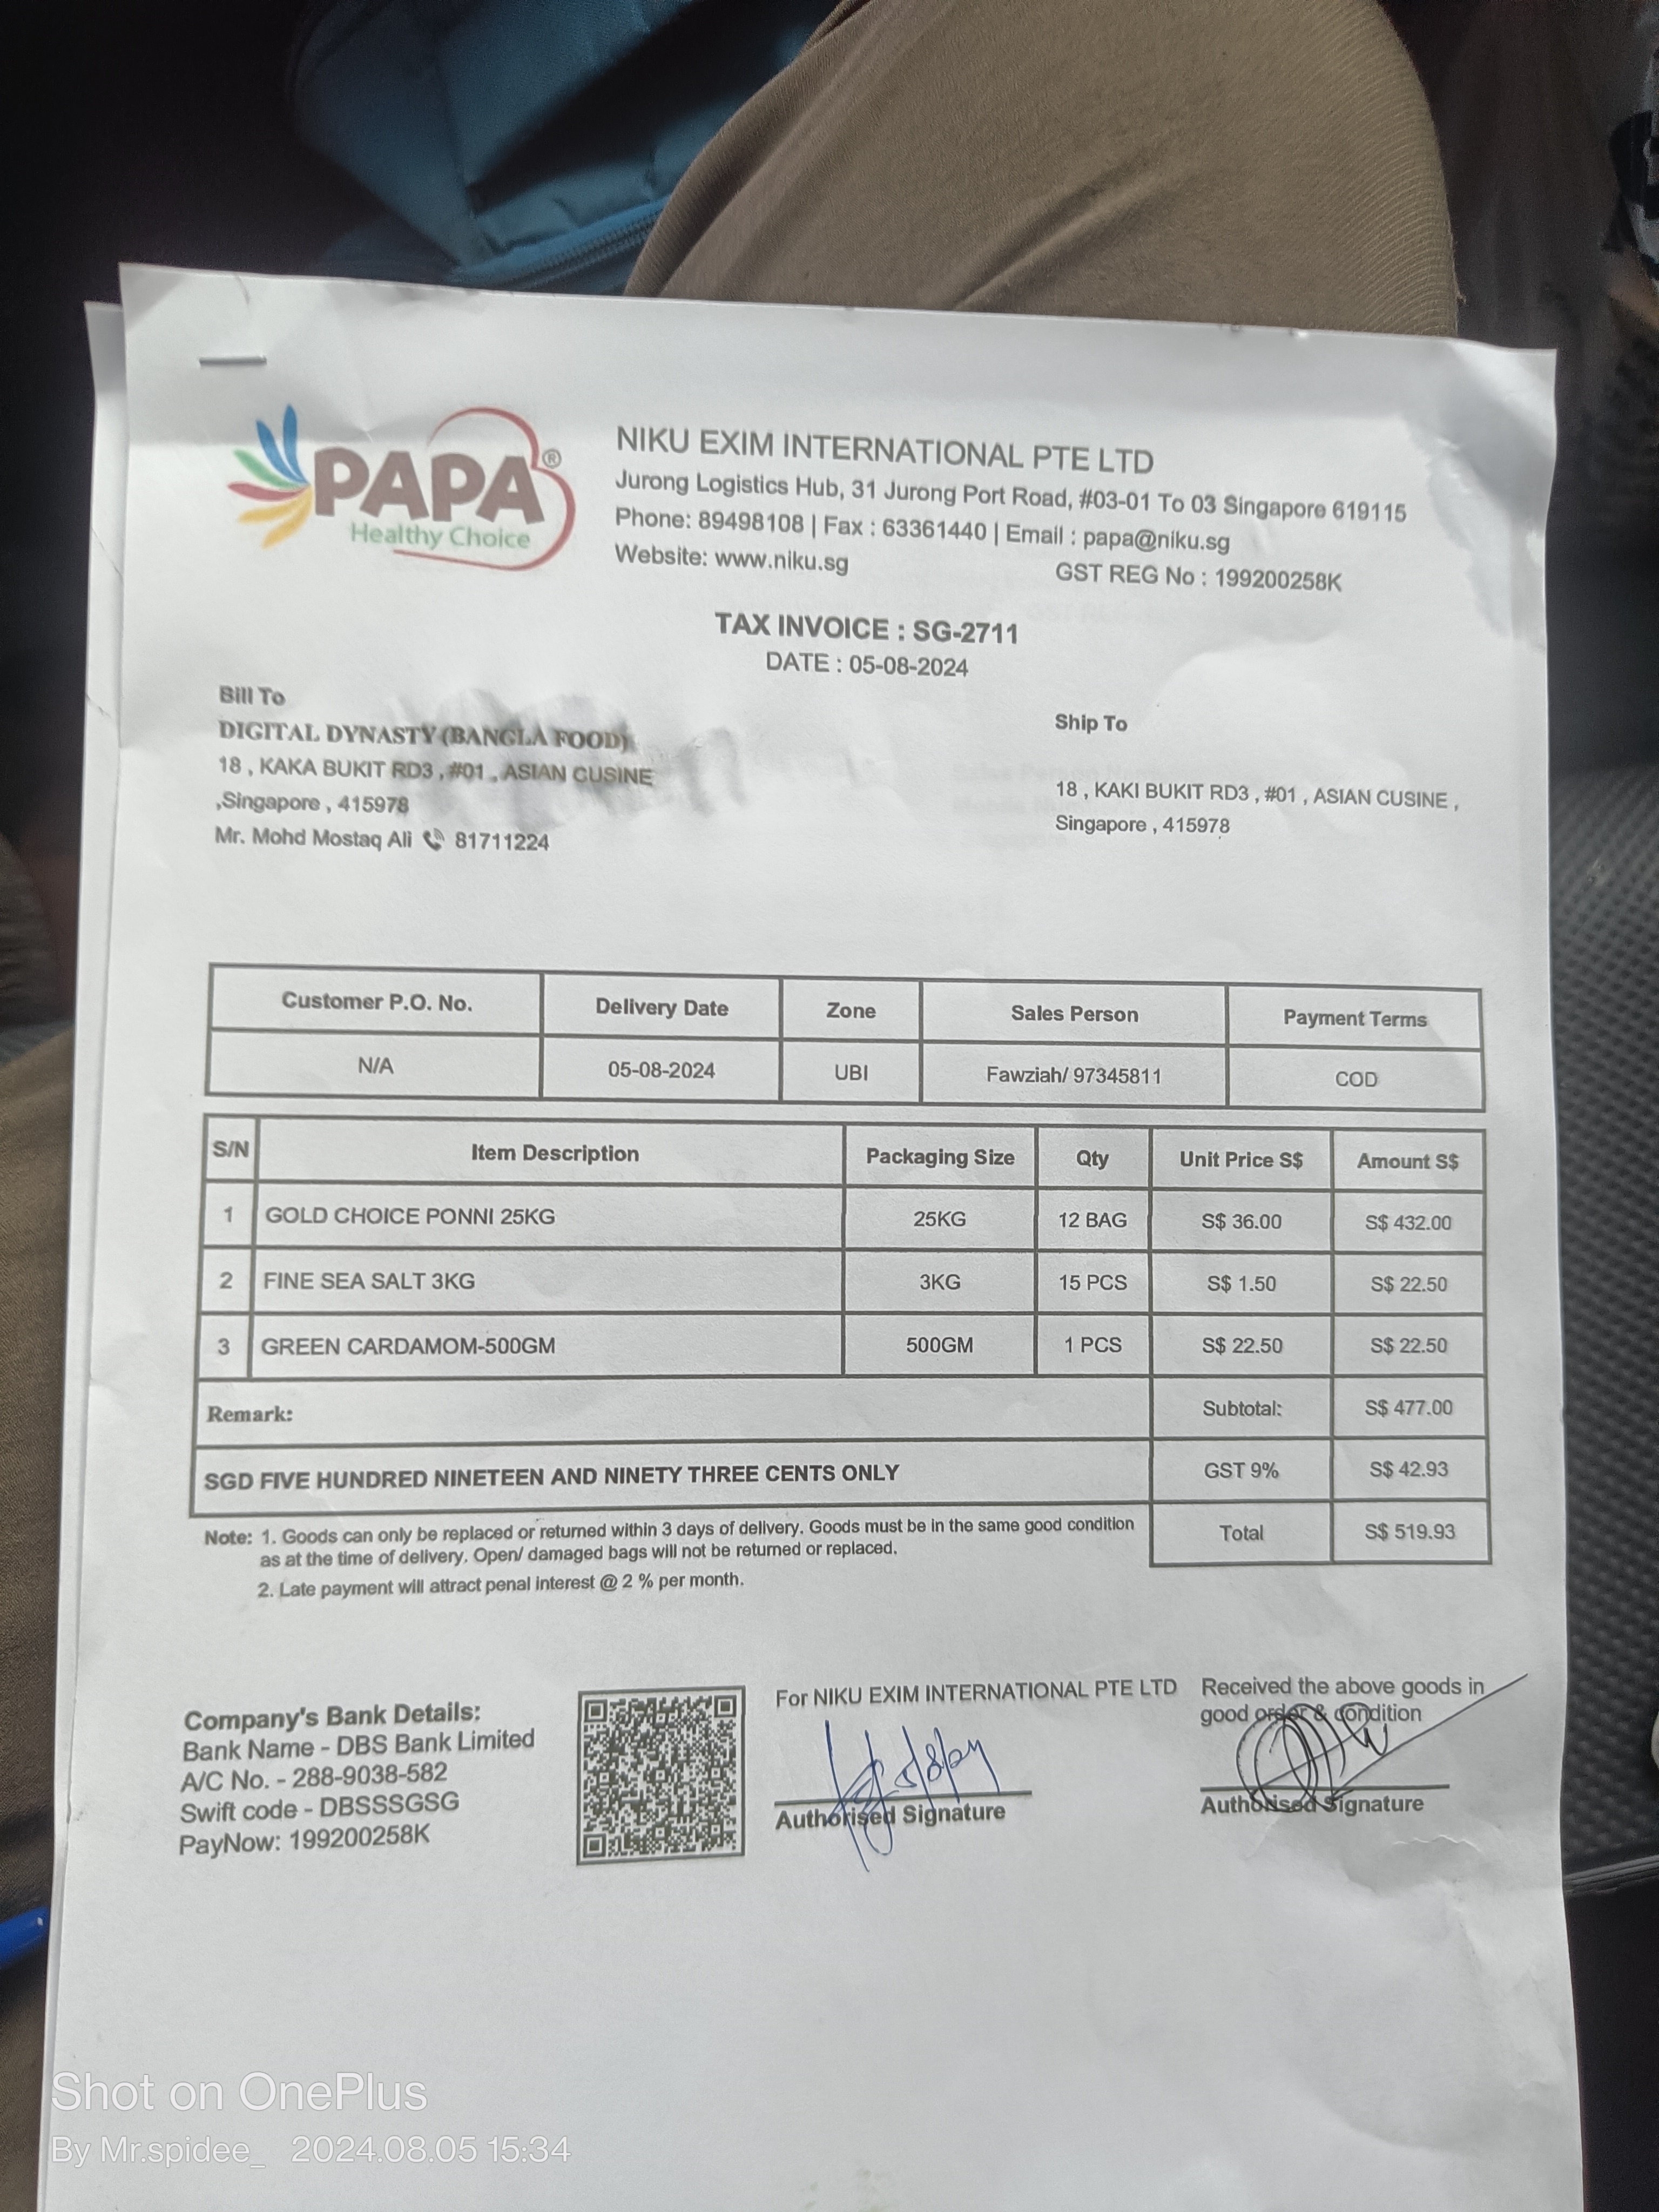 PAPA®
Healthy Choice
NIKU EXIM INTERNATIONAL PTE LTD
Jurong Logistics Hub, 31 Jurong Port Road, #03-01 To 03 Singapore 619115
Phone: 89498108 | Fax : 63361440 | Email : papa@niku.sg
Website: www.niku.sg GST REG No : 199200258K
TAX INVOICE : SG-2711
DATE : 05-08-2024
Bill To
DIGITAL DYNASTY (BANGLA FOOD)
18 , KAKA BUKIT RD3 , #01 , ASIAN CUSINE
,Singapore , 415978
Mr. Mohd Mostaq Ali 81711224
Ship To
18 , KAKI BUKIT RD3 , #01 , ASIAN CUSINE ,
Singapore , 415978
Customer P.O. No. Delivery Date Zone Sales Person Payment Terms
N/A 05-08-2024 UBI Fawziah/ 97345811 COD
S/N Item Description Packaging Size Qty Unit Price S$ Amount S$
1 GOLD CHOICE PONNI 25KG 25KG 12 BAG S$ 36.00 S$ 432.00
2 FINE SEA SALT 3KG 3KG 15 PCS S$ 1.50 S$ 22.50
3 GREEN CARDAMOM-500GM 500GM 1 PCS S$ 22.50 S$ 22.50
Remark: Subtotal: S$ 477.00
SGD FIVE HUNDRED NINETEEN AND NINETY THREE CENTS ONLY GST 9% S$ 42.93
Total S$ 519.93
Note: 1. Goods can only be replaced or returned within 3 days of delivery. Goods must be in the same good condition
as at the time of delivery. Open/ damaged bags will not be returned or replaced.
2. Late payment will attract penal interest @ 2 % per month.
Company's Bank Details:
Bank Name - DBS Bank Limited
A/C No. - 288-9038-582
Swift code - DBSSSGSG
PayNow: 199200258K
For NIKU EXIM INTERNATIONAL PTE LTD
5/8/24
Authorised Signature
Received the above goods in
good order & condition
Authorised Signature
Shot on OnePlus
By Mr.spidee_ 2024.08.05 15:34